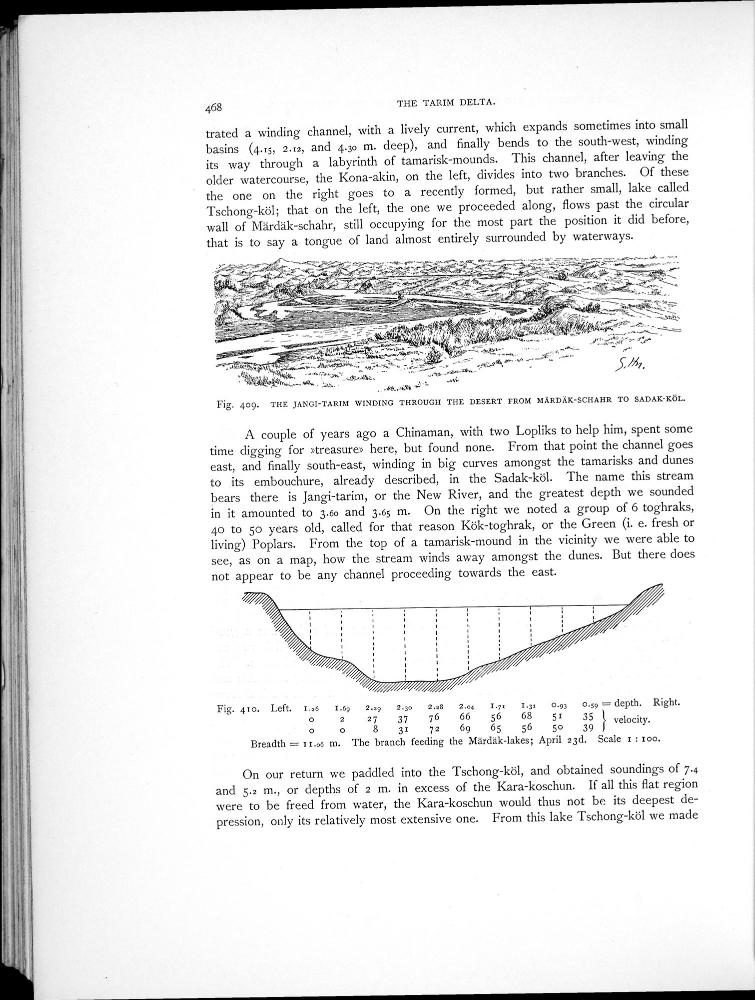 468
THE TARIM DELTA.
trated a winding channel, with a lively current, which expands sometimes into small
basins (4.15, 2.12, and 4.30 m. deep), and finally bends to the south-west, winding
its way through a labyrinth of tamarisk-mounds. This channel, after leaving the
older watercourse, the Kona-akin, on the left, divides into two branches. Of these
the one on the right goes to a recently formed, but rather small, lake called
Tschong-köl; that on the left, the one we proceeded along, flows past the circular
wall of Märdäk-schahr, still occupying for the most part the position it did before,
that is to say a tongue of land almost entirely surrounded by waterways.
S. Hn.
Fig. 409. THE JANGI-TARIM WINDING THROUGH THE DESERT FROM MÄRDÄK-SCHAHR TO SADAK-KÖL.
A couple of years ago a Chinaman, with two Lopliks to help him, spent some
time digging for »treasure» here, but found none. From that point the channel goes
east, and finally south-east, winding in big curves amongst the tamarisks and dunes
to its embouchure, already described, in the Sadak-köl. The name this stream
bears there is Jangi-tarim, or the New River, and the greatest depth we sounded
in it amounted to 3.60 and 3.65 m. On the right we noted a group of 6 toghraks,
40 to 50 years old, called for that reason Kök-toghrak, or the Green (i. e. fresh or
living) Poplars. From the top of a tamarisk-mound in the vicinity we were able to
see, as on a map, how the stream winds away amongst the dunes. But there does
not appear to be any channel proceeding towards the east.
Fig. 410. Left. 1.26 1.69 2.29 2.30 2.28 2.04 1.71 1.31 0.93 0.59 = depth. Right.
0 2 27 37 76 66 56 68 51 35 } velocity.
0 0 8 31 72 69 65 56 50 39
Breadth = 11.06 m. The branch feeding the Märdäk-lakes; April 23d. Scale 1 : 100.
On our return we paddled into the Tschong-köl, and obtained soundings of 7.4
and 5.2 m., or depths of 2 m. in excess of the Kara-koschun. If all this flat region
were to be freed from water, the Kara-koschun would thus not be its deepest de-
pression, only its relatively most extensive one. From this lake Tschong-köl we made